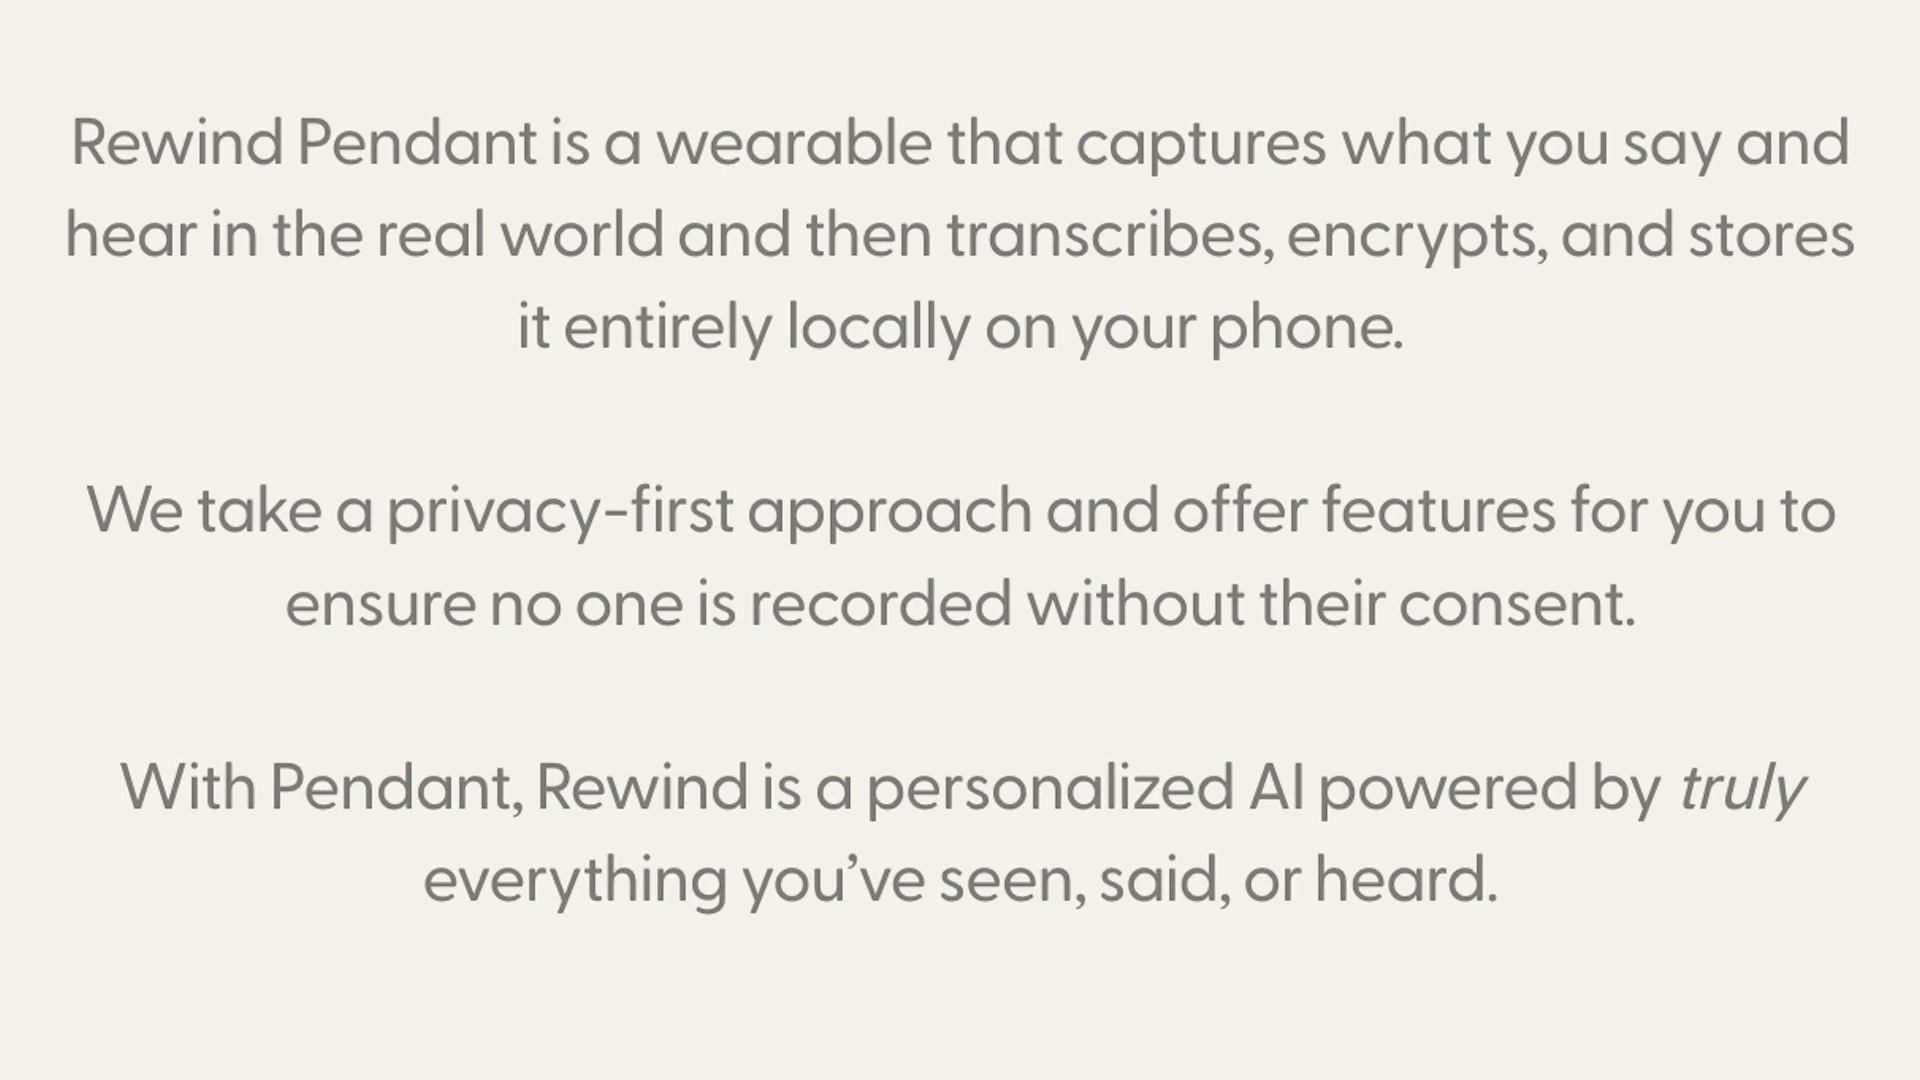 Rewind Pendant is a wearable that captures what you say and
hear in the real world and then transcribes, encrypts, and stores
it entirely locally on your phone.
We take a privacy-first approach and offer features for you to
ensure no one is recorded without their consent.
With Pendant, Rewind is a personalized AI powered by truly
everything you’ve seen, said, or heard.